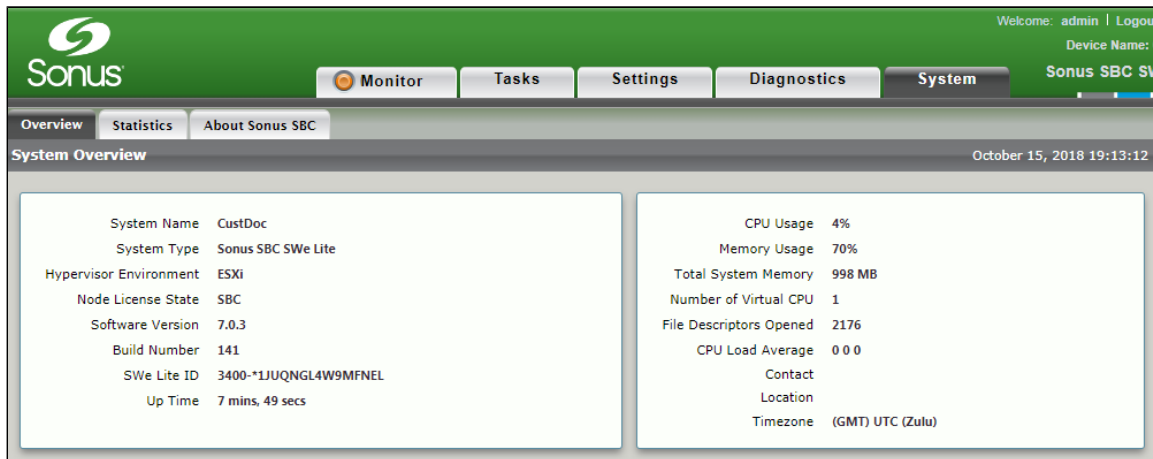 Welcome: admin | Logou
Device Name:
Sonus
Monitor Tasks Settings Diagnostics System
Sonus SBC SW
Overview Statistics About Sonus SBC
System Overview October 15, 2018 19:13:12
System Name CustDoc
System Type Sonus SBC SWe Lite
Hypervisor Environment ESXi
Node License State SBC
Software Version 7.0.3
Build Number 141
SWe Lite ID 3400-*1JUQNGL4W9MFNEL
Up Time 7 mins, 49 secs
CPU Usage 4%
Memory Usage 70%
Total System Memory 998 MB
Number of Virtual CPU 1
File Descriptors Opened 2176
CPU Load Average 0 0 0
Contact
Location
Timezone (GMT) UTC (Zulu)